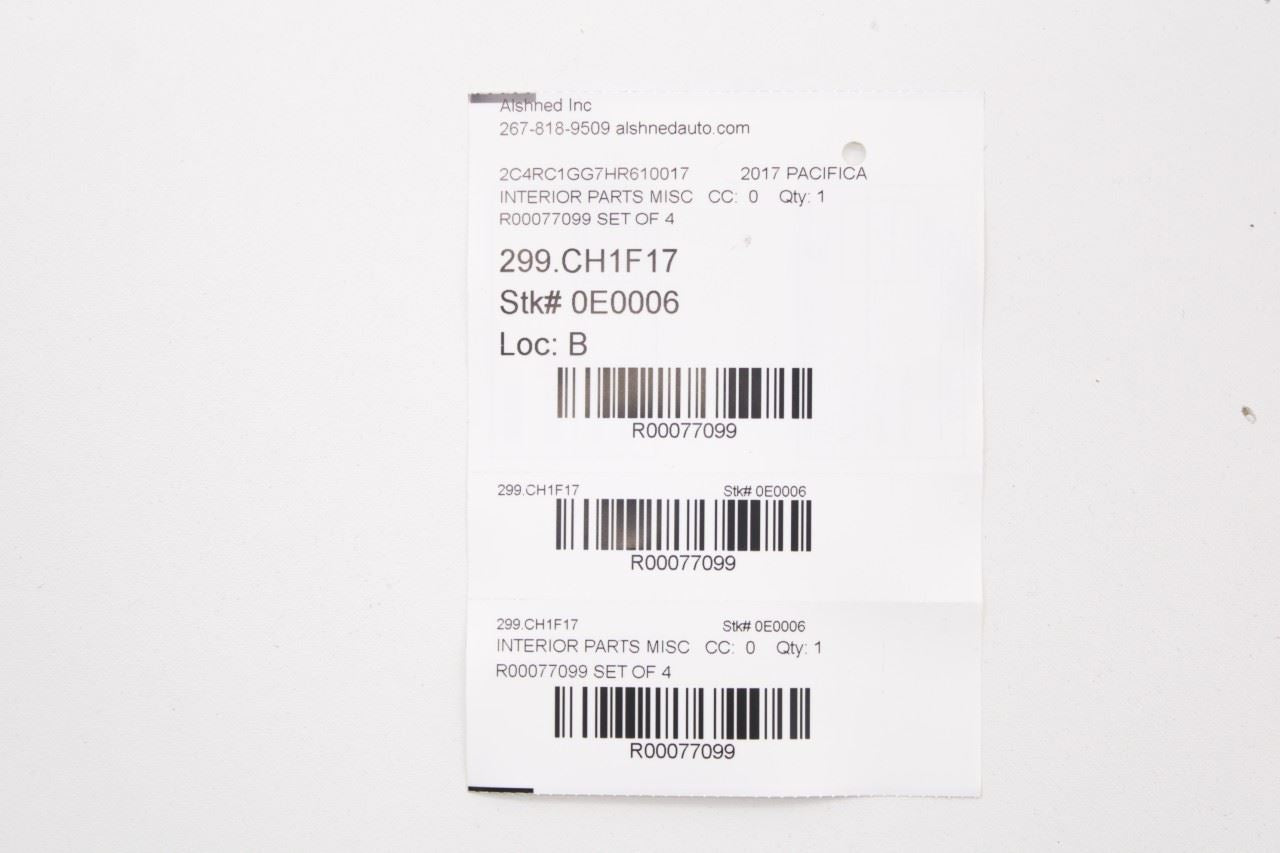 Alshned Inc
267-818-9509 alshnedauto.com
2C4RC1GG7HR610017 2017 PACIFICA
INTERIOR PARTS MISC CC: 0 Qty: 1
R00077099 SET OF 4
299.CH1F17
Stk# 0E0006
Loc: B
R00077099
299.CH1F17 Stk# 0E0006
R00077099
299.CH1F17 Stk# 0E0006
INTERIOR PARTS MISC CC: 0 Qty: 1
R00077099 SET OF 4
R00077099